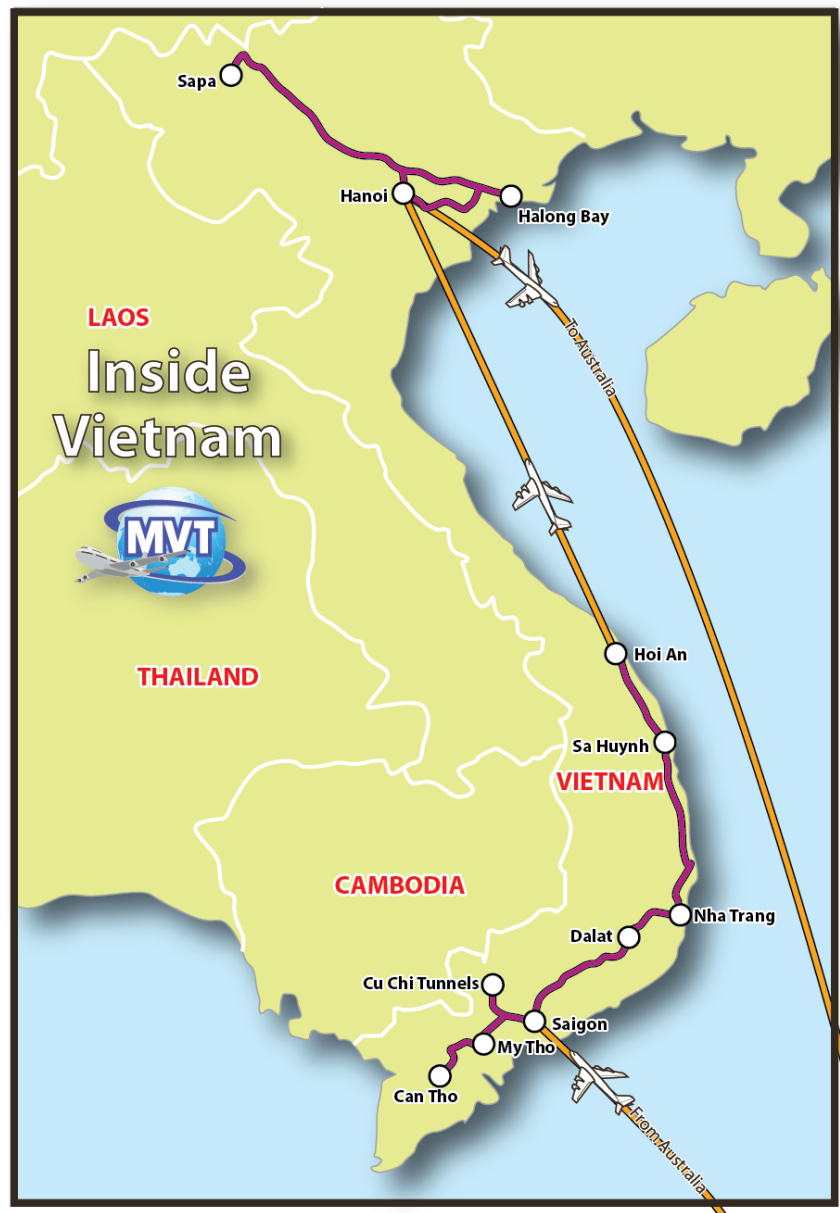 Sapa
Hanoi
Halong Bay
To Australia
LAOS
Inside
Vietnam
MVT
THAILAND
Hoi An
Sa Huynh
VIETNAM
CAMBODIA
Nha Trang
Dalat
Cu Chi Tunnels
Saigon
My Tho
Can Tho
From Australia